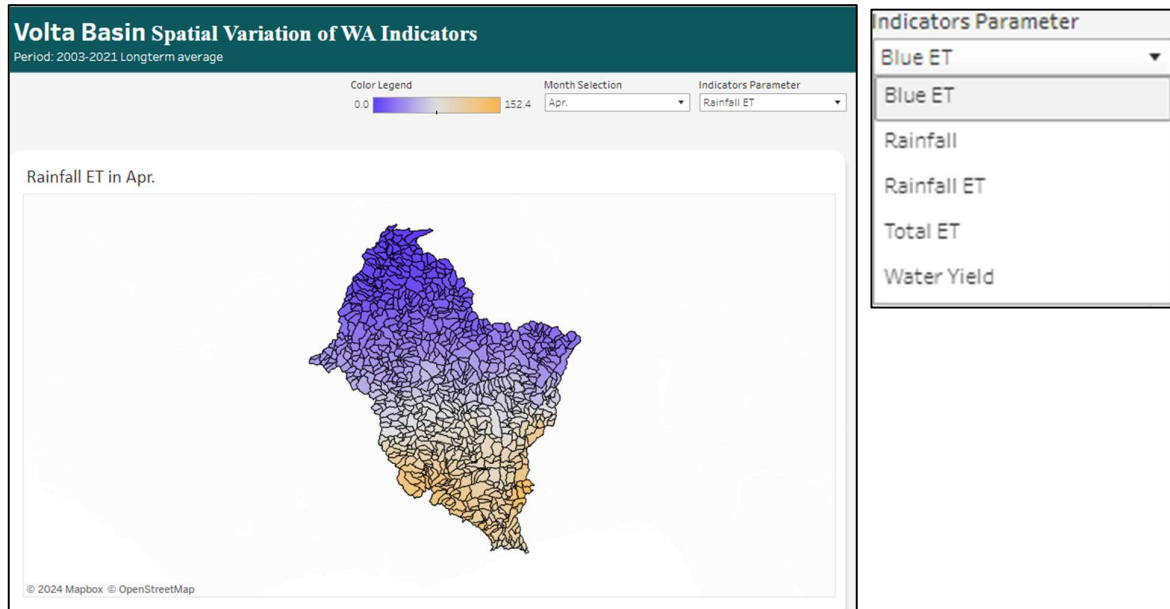 Volta Basin Spatial Variation of WA Indicators
Period: 2003-2021 Longterm average
Color Legend
0.0 152.4
Month Selection
Apr.
Indicators Parameter
Rainfall ET
Rainfall ET in Apr.
© 2024 Mapbox © OpenStreetMap
Indicators Parameter
Blue ET
Blue ET
Rainfall
Rainfall ET
Total ET
Water Yield